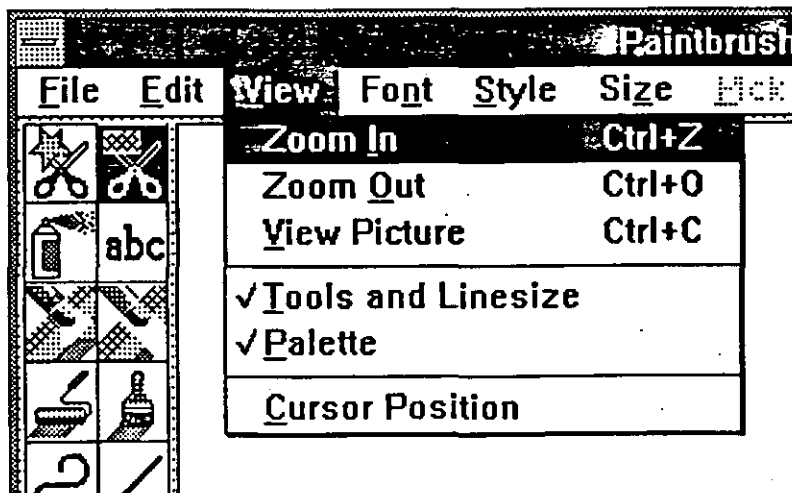 Paintbrush
File Edit View Font Style Size
Zoom In Ctrl+Z
Zoom Out Ctrl+O
View Picture Ctrl+C
abc
✓Tools and Linesize
✓Palette
Cursor Position